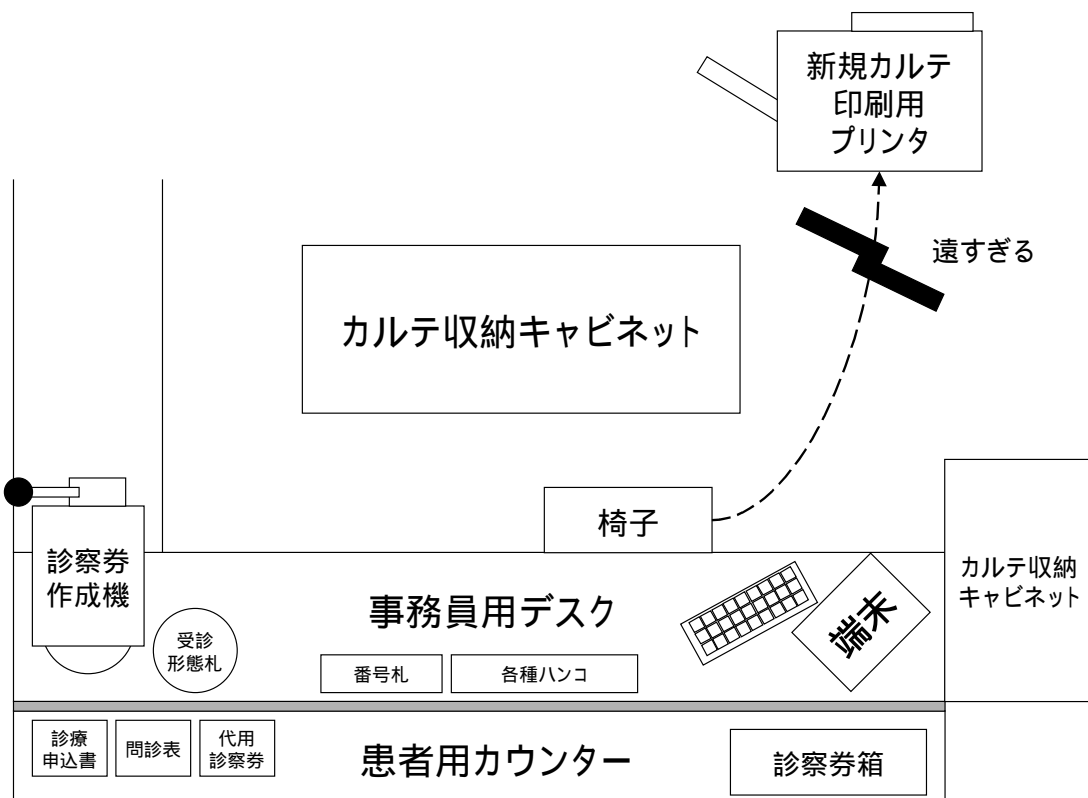 新規カルテ
印刷用
プリンタ
遠すぎる
カルテ収納キャビネット
椅子
診察券
作成機
カルテ収納
キャビネット
事務員用デスク
端末
受診
形態札
番号札
各種ハンコ
診療
申込書
問診表
代用
診察券
患者用カウンター
診察券箱